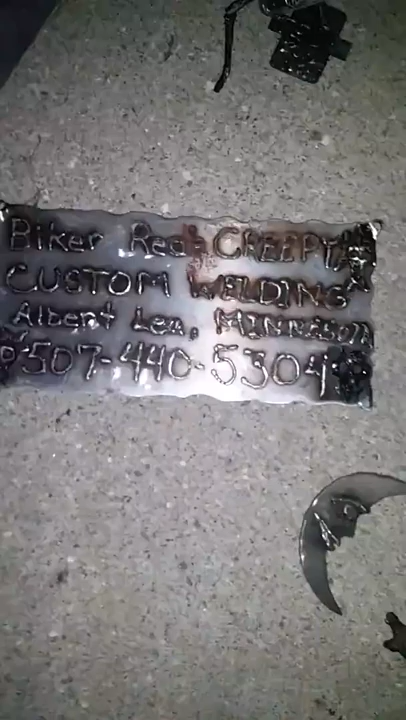 Biker Red's CREEPY
CUSTOM WELDING
Albert Lea, MINNESOTA
507-440-5304